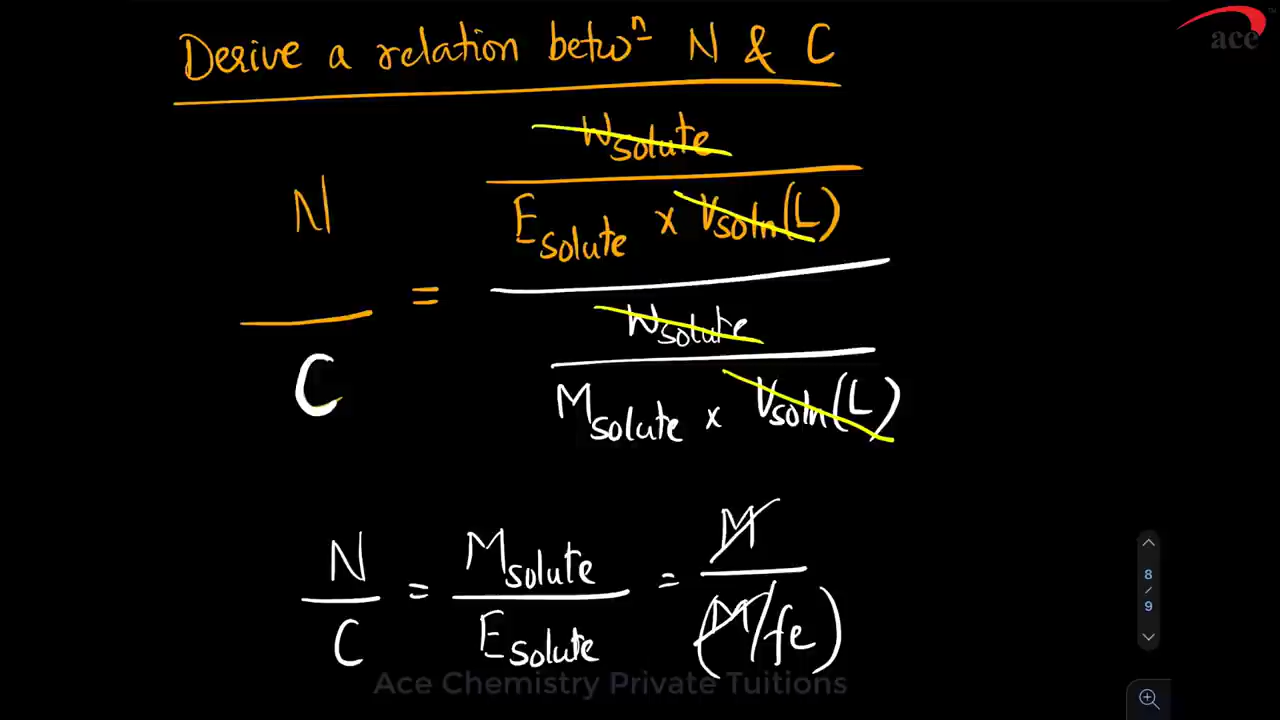 Derive a relation betwⁿ N & C
ace
Wsolute
N
Esolute x Vsoln(L)
=
Wsolute
C
Msolute x Vsoln(L)
N Msolute M
= =
C Esolute (M/fe)
8
/
9
Ace Chemistry Private Tuitions